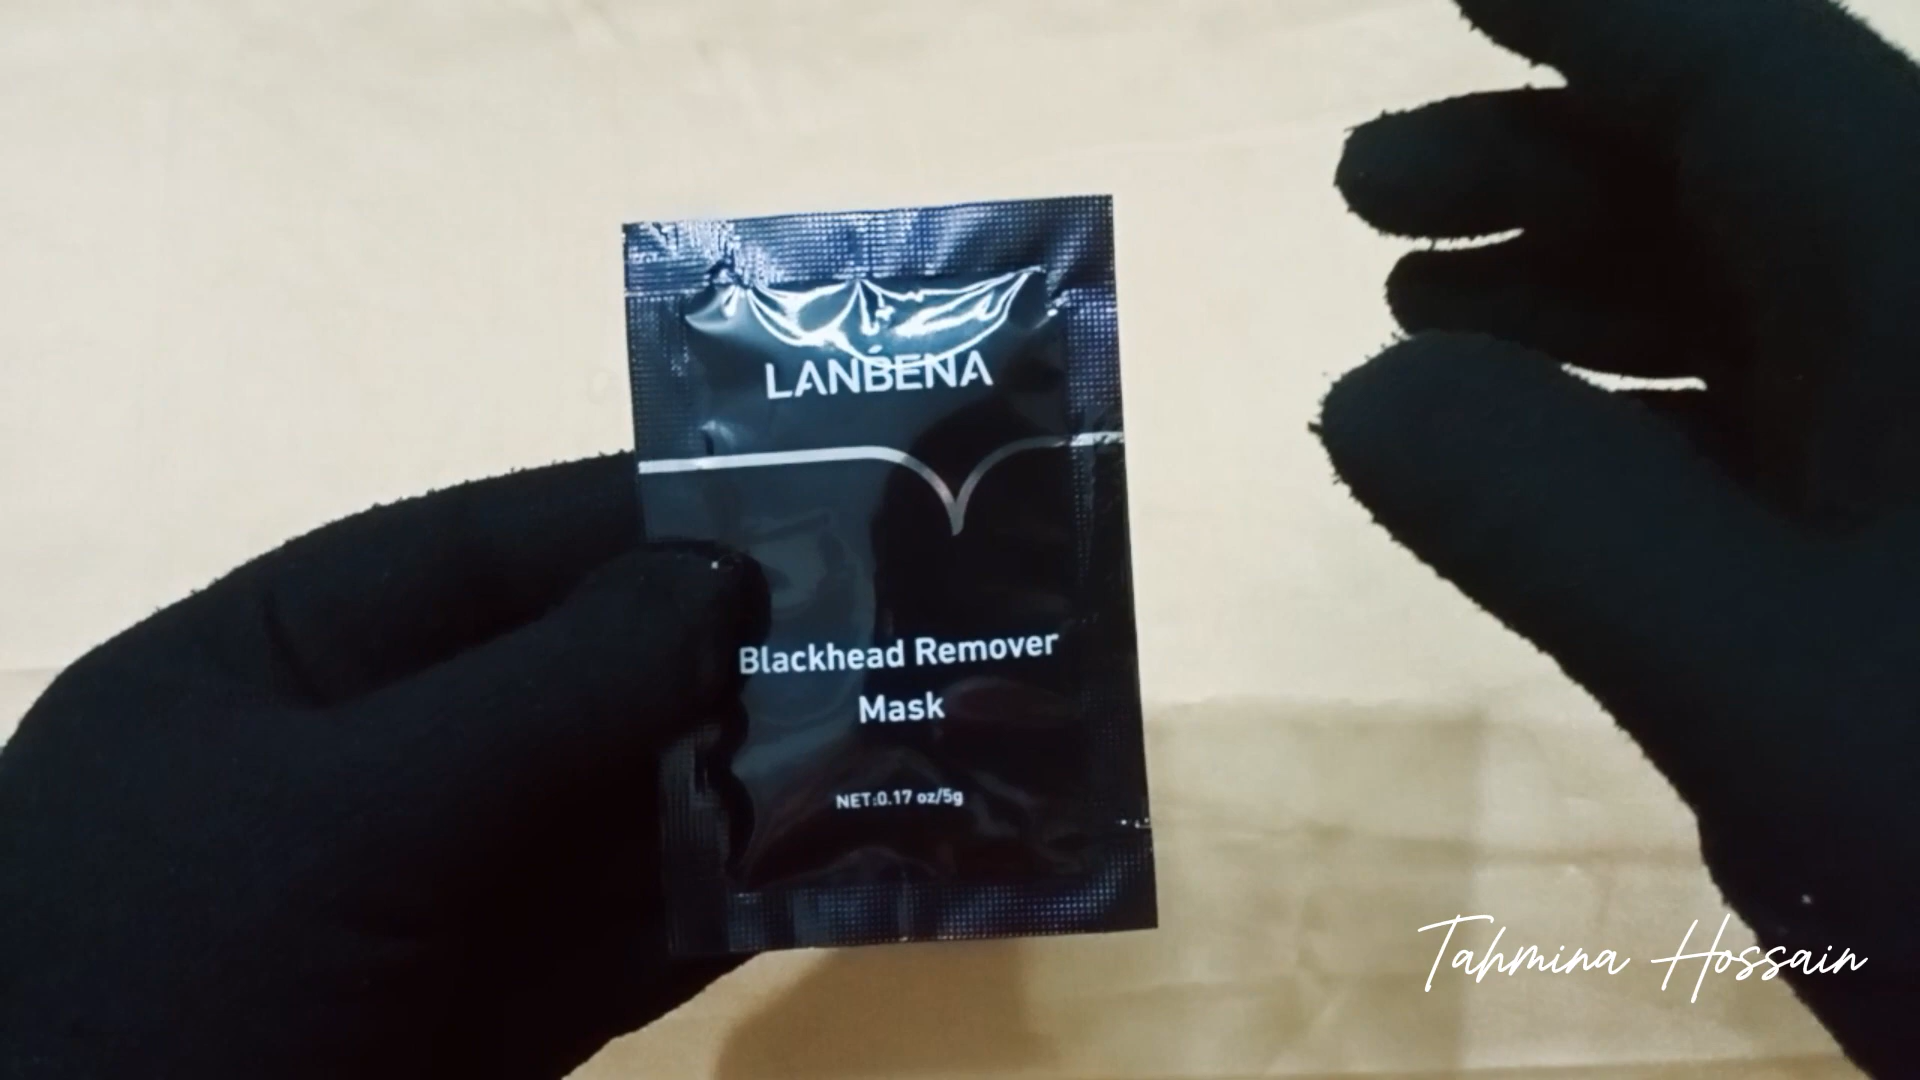 LANBENA
Blackhead Remover
Mask
NET:0.17 oz/5g
Tahmina Hossain